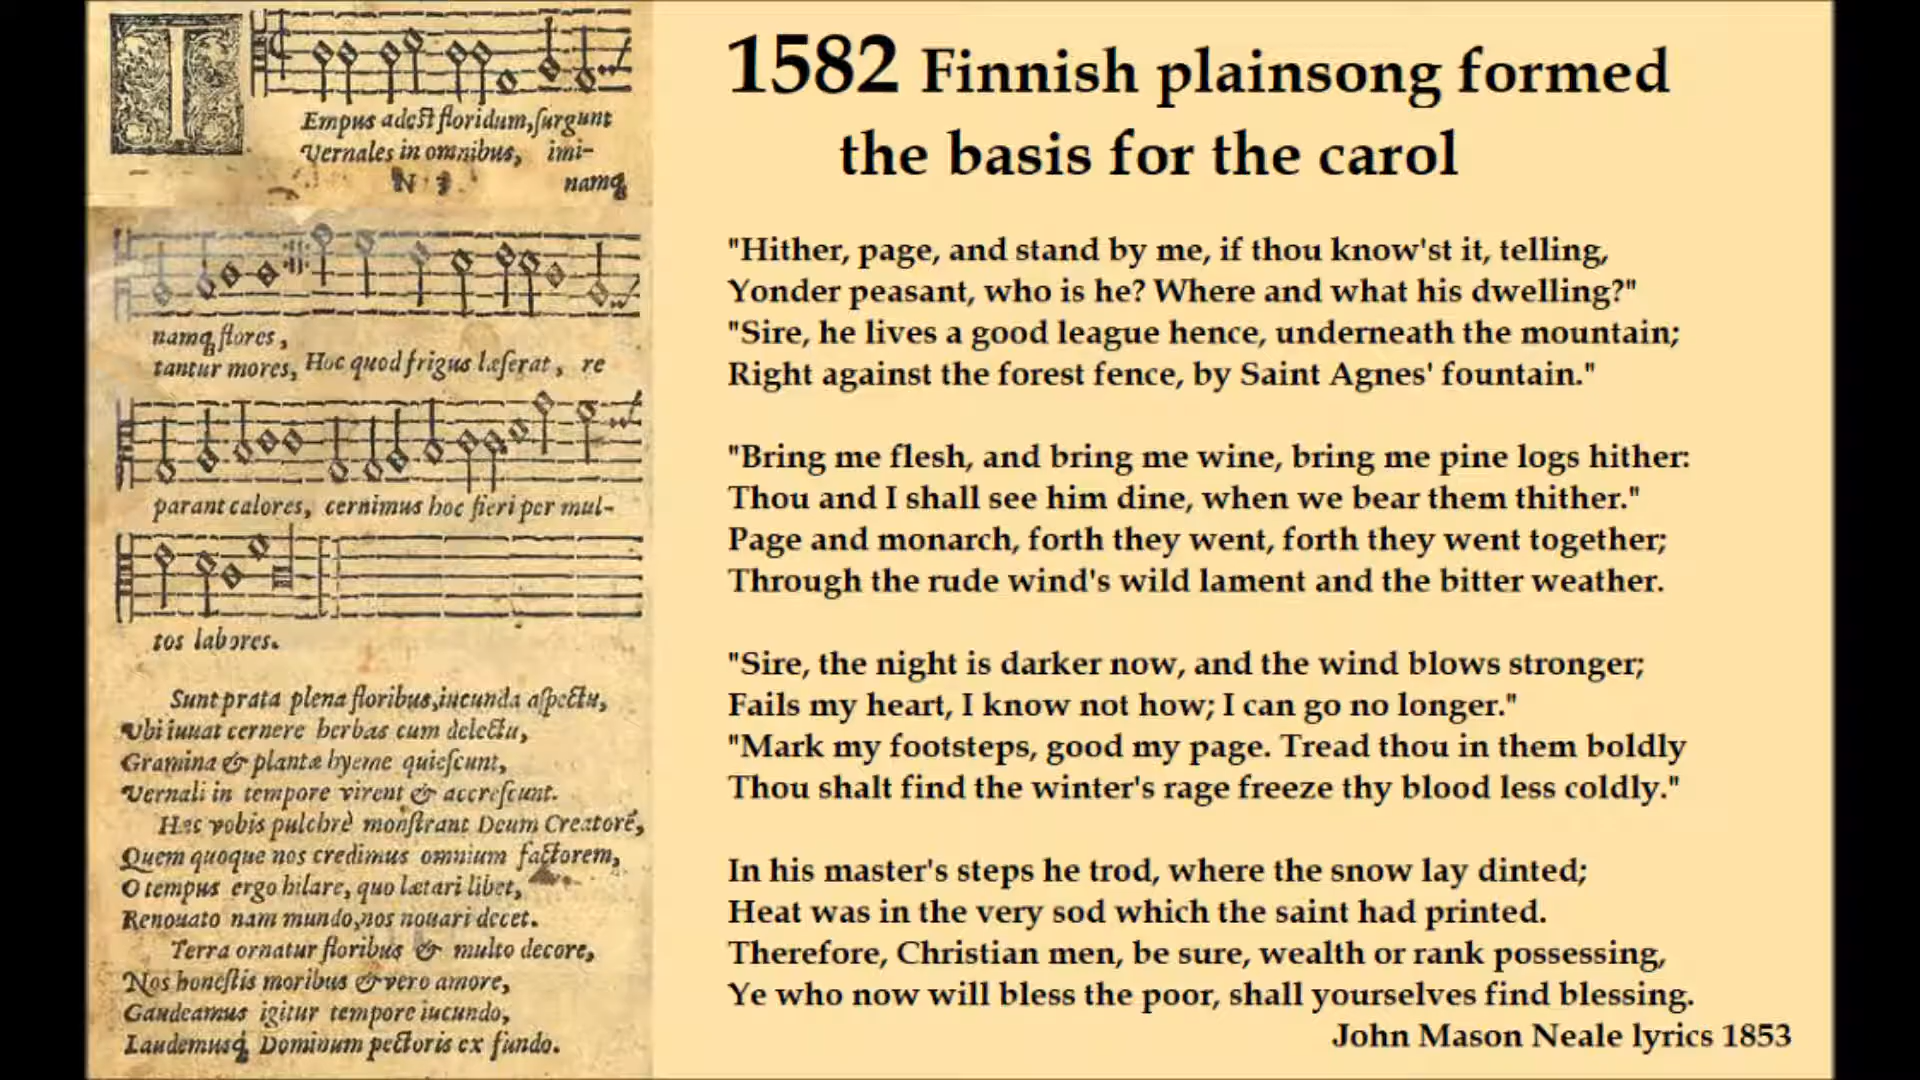 Empus adest floridum, surgunt
Vernales in omnibus, imi-
N 3 namq
namq flores,
tantur mores, Hoc quod frigus læserat, re
parant calores, cernimus hoc fieri per mul-
tos labores.
Sunt prata plena floribus, iucunda aspectu,
Vbi iuuat cernere herbas cum delectu,
Gramina & plantæ hyeme quiescunt,
Vernali in tempore virent & accrescunt.
Hæc vobis pulchrè monstrant Deum Creatorē,
Quem quoque nos credimus omnium factorem,
O tempus ergo hilare, quo lætari libet,
Renouato nam mundo, nos nouari decet.
Terra ornatur floribus & multo decore,
Nos honestis moribus & vero amore,
Gaudeamus igitur tempore iucundo,
Laudemusq Dominum pectoris ex fundo.
1582 Finnish plainsong formed
the basis for the carol
"Hither, page, and stand by me, if thou know'st it, telling,
Yonder peasant, who is he? Where and what his dwelling?"
"Sire, he lives a good league hence, underneath the mountain;
Right against the forest fence, by Saint Agnes' fountain."
"Bring me flesh, and bring me wine, bring me pine logs hither:
Thou and I shall see him dine, when we bear them thither."
Page and monarch, forth they went, forth they went together;
Through the rude wind's wild lament and the bitter weather.
"Sire, the night is darker now, and the wind blows stronger;
Fails my heart, I know not how; I can go no longer."
"Mark my footsteps, good my page. Tread thou in them boldly
Thou shalt find the winter's rage freeze thy blood less coldly."
In his master's steps he trod, where the snow lay dinted;
Heat was in the very sod which the saint had printed.
Therefore, Christian men, be sure, wealth or rank possessing,
Ye who now will bless the poor, shall yourselves find blessing.
John Mason Neale lyrics 1853